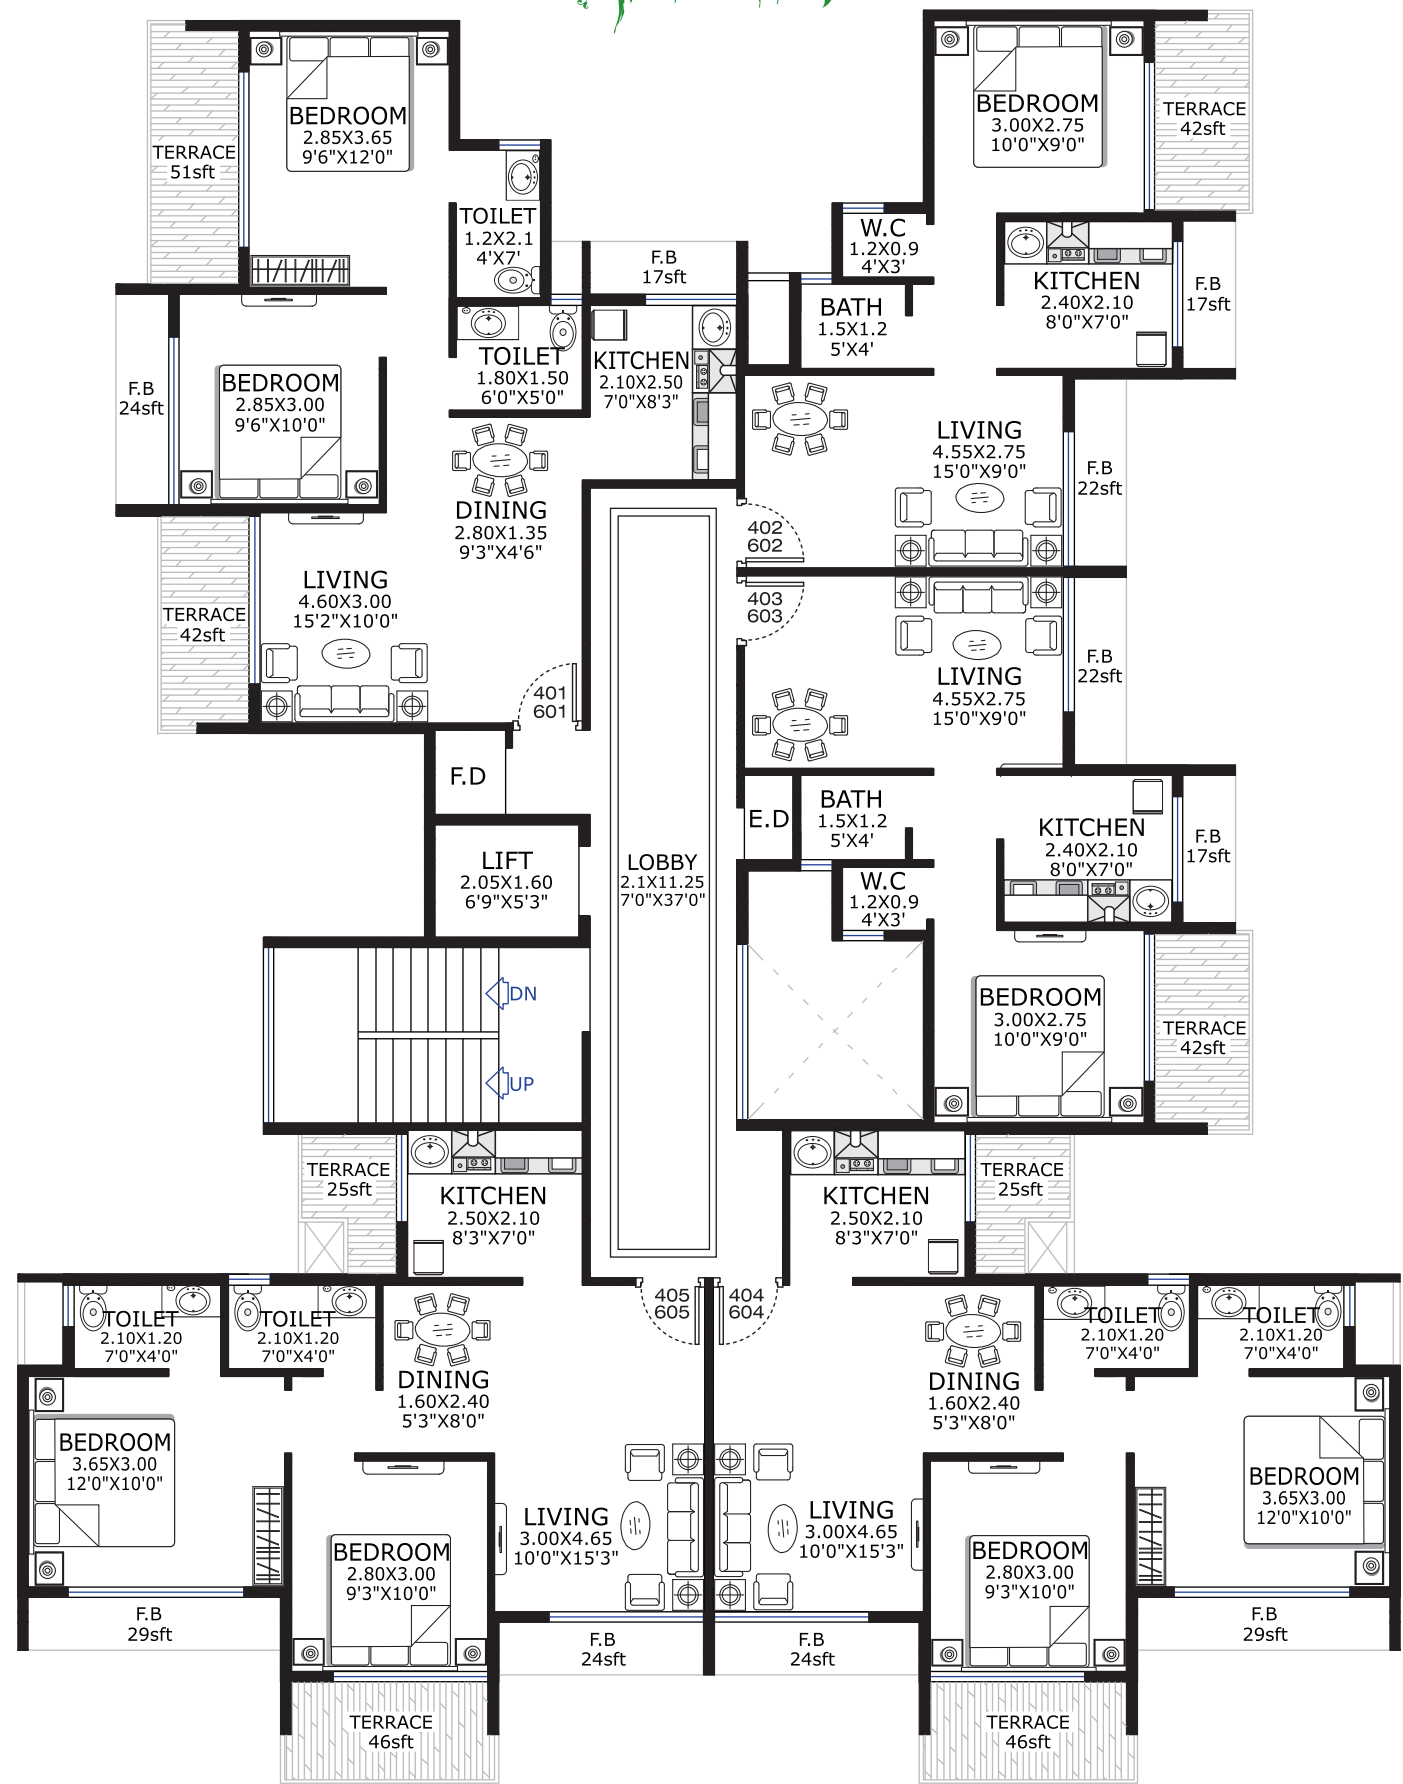 BEDROOM
2.85X3.65
9'6"X12'0"
TERRACE
51sft
TOILET
1.2X2.1
4'X7'
F.B
17sft
BEDROOM
2.85X3.00
9'6"X10'0"
F.B
24sft
TOILET
1.80X1.50
6'0"X5'0"
KITCHEN
2.10X2.50
7'0"X8'3"
DINING
2.80X1.35
9'3"X4'6"
LIVING
4.60X3.00
15'2"X10'0"
TERRACE
42sft
401
601
BEDROOM
3.00X2.75
10'0"X9'0"
TERRACE
42sft
W.C
1.2X0.9
4'X3'
BATH
1.5X1.2
5'X4'
KITCHEN
2.40X2.10
8'0"X7'0"
F.B
17sft
LIVING
4.55X2.75
15'0"X9'0"
F.B
22sft
402
602
403
603
LIVING
4.55X2.75
15'0"X9'0"
F.B
22sft
F.D
E.D
BATH
1.5X1.2
5'X4'
KITCHEN
2.40X2.10
8'0"X7'0"
F.B
17sft
LIFT
2.05X1.60
6'9"X5'3"
LOBBY
2.1X11.25
7'0"X37'0"
W.C
1.2X0.9
4'X3'
BEDROOM
3.00X2.75
10'0"X9'0"
TERRACE
42sft
DN
UP
TERRACE
25sft
KITCHEN
2.50X2.10
8'3"X7'0"
KITCHEN
2.50X2.10
8'3"X7'0"
TERRACE
25sft
405
605
404
604
TOILET
2.10X1.20
7'0"X4'0"
TOILET
2.10X1.20
7'0"X4'0"
DINING
1.60X2.40
5'3"X8'0"
DINING
1.60X2.40
5'3"X8'0"
TOILET
2.10X1.20
7'0"X4'0"
TOILET
2.10X1.20
7'0"X4'0"
BEDROOM
3.65X3.00
12'0"X10'0"
BEDROOM
2.80X3.00
9'3"X10'0"
LIVING
3.00X4.65
10'0"X15'3"
LIVING
3.00X4.65
10'0"X15'3"
BEDROOM
2.80X3.00
9'3"X10'0"
BEDROOM
3.65X3.00
12'0"X10'0"
F.B
29sft
F.B
24sft
F.B
24sft
F.B
29sft
TERRACE
46sft
TERRACE
46sft